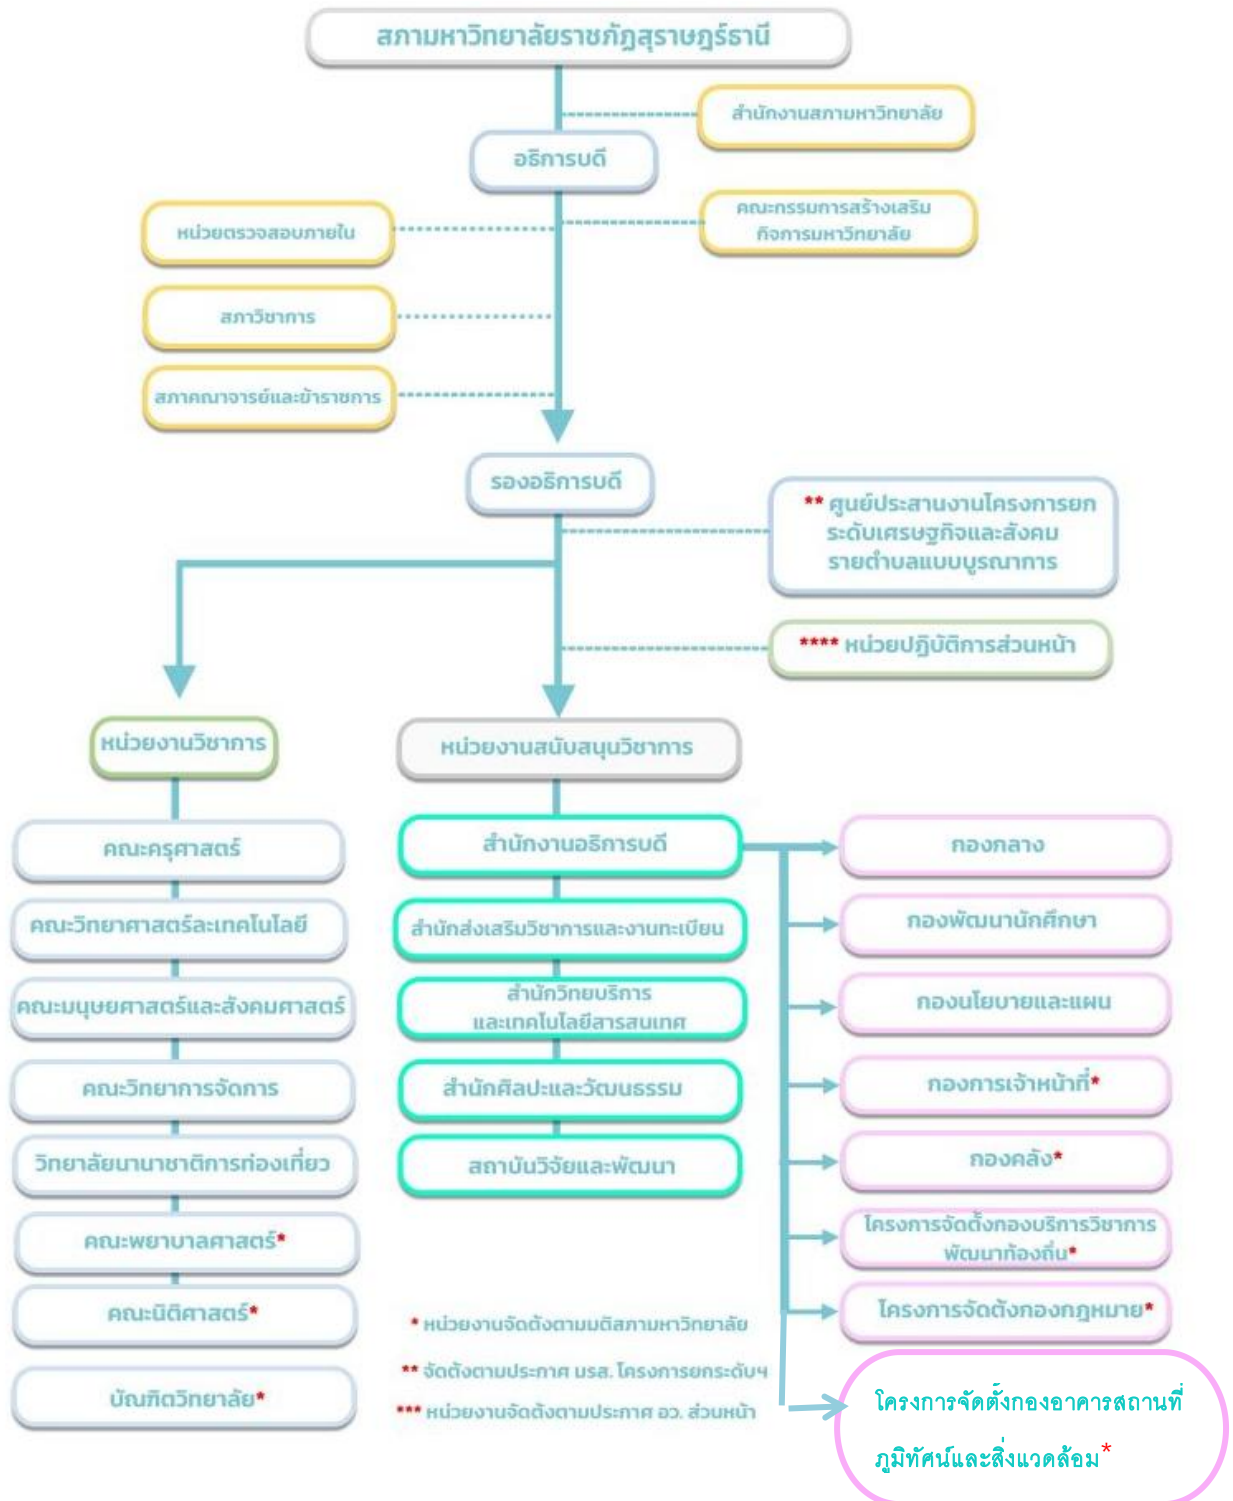 สภามหาวิทยาลัยราชภัฏสุราษฎร์ธานี
สำนักงานสภามหาวิทยาลัย
อธิการบดี
คณะกรรมการสร้างเสริม
กิจการมหาวิทยาลัย
หน่วยตรวจสอบภายใน
สภาวิชาการ
สภาคณาจารย์และข้าราชการ
รองอธิการบดี
** ศูนย์ประสานงานโครงการยก
ระดับเศรษฐกิจและสังคม
รายตำบลแบบบูรณาการ
**** หน่วยปฏิบัติการส่วนหน้า
หน่วยงานวิชาการ
คณะครุศาสตร์
คณะวิทยาศาสตร์ละเทคโนโลยี
คณะมนุษยศาสตร์และสังคมศาสตร์
คณะวิทยาการจัดการ
วิทยาลัยนานาชาติการท่องเที่ยว
คณะพยาบาลศาสตร์*
คณะนิติศาสตร์*
บัณฑิตวิทยาลัย*
หน่วยงานสนับสนุนวิชาการ
สำนักงานอธิการบดี
สำนักส่งเสริมวิชาการและงานทะเบียน
สำนักวิทยบริการ
และเทคโนโลยีสารสนเทศ
สำนักศิลปะและวัฒนธรรม
สถาบันวิจัยและพัฒนา
กองกลาง
กองพัฒนานักศึกษา
กองนโยบายและแผน
กองการเจ้าหน้าที่*
กองคลัง*
โครงการจัดตั้งกองบริการวิชาการ
พัฒนาท้องถิ่น*
โครงการจัดตั้งกองกฎหมาย*
โครงการจัดตั้งกองอาคารสถานที่
ภูมิทัศน์และสิ่งแวดล้อม*
* หน่วยงานจัดตั้งตามมติสภามหาวิทยาลัย
** จัดตั้งตามประกาศ มรส. โครงการยกระดับฯ
*** หน่วยงานจัดตั้งตามประกาศ อว. ส่วนหน้า